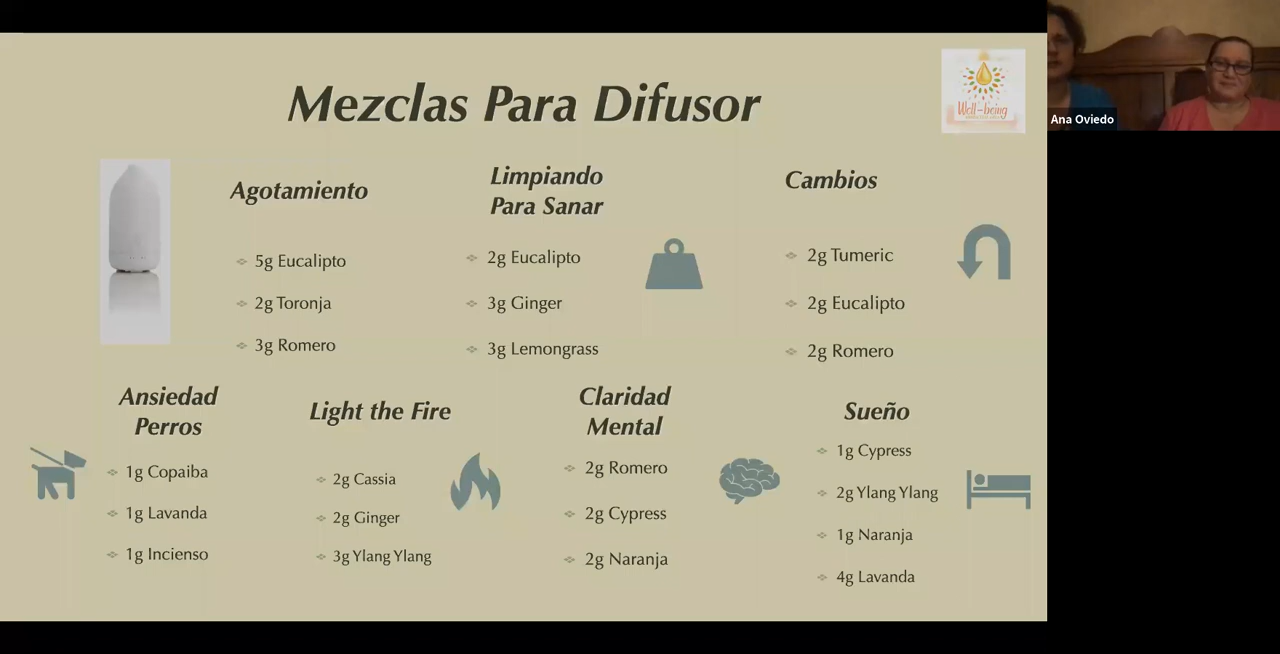 Mezclas Para Difusor
Well-being
Ana Oviedo
Agotamiento
5g Eucalipto
2g Toronja
3g Romero
Limpiando
Para Sanar
2g Eucalipto
3g Ginger
3g Lemongrass
Cambios
2g Tumeric
2g Eucalipto
2g Romero
Ansiedad
Perros
1g Copaiba
1g Lavanda
1g Incienso
Light the Fire
2g Cassia
2g Ginger
3g Ylang Ylang
Claridad
Mental
2g Romero
2g Cypress
2g Naranja
Sueño
1g Cypress
2g Ylang Ylang
1g Naranja
4g Lavanda